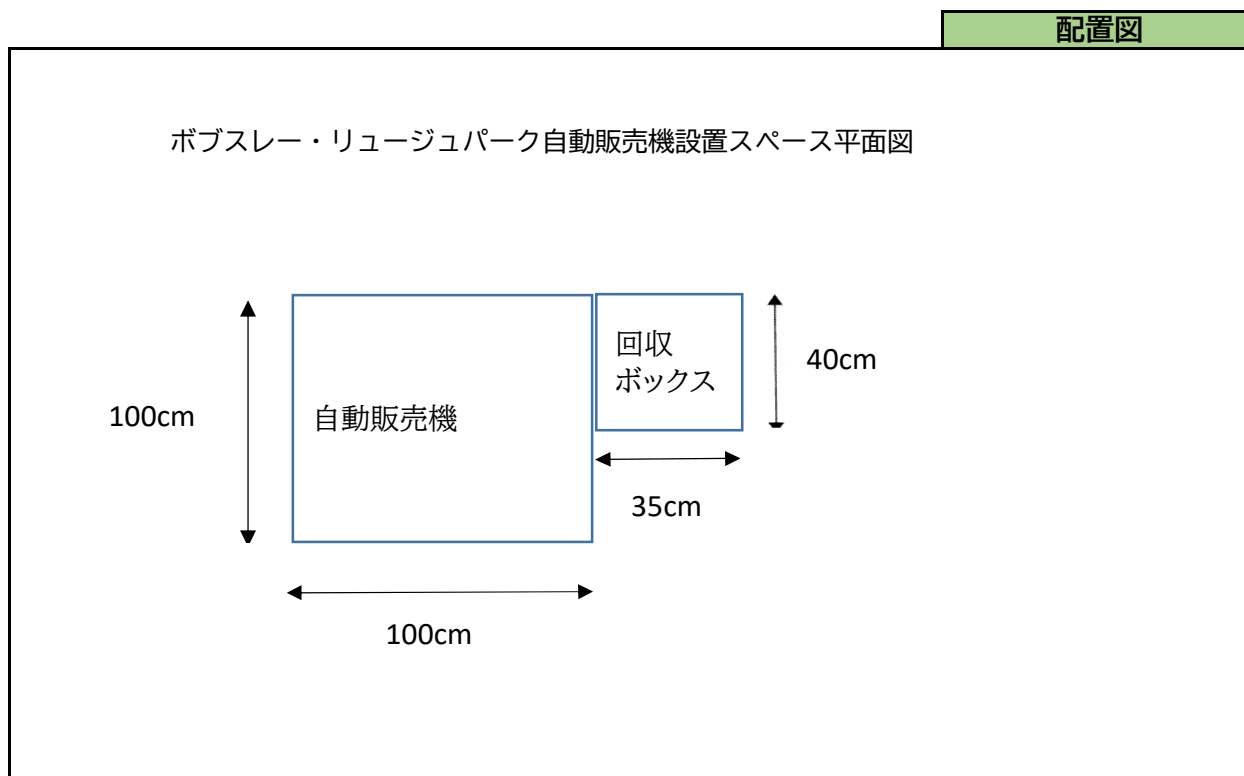 配置図
ボブスレー・リュージュパーク自動販売機設置スペース平面図
回収
ボックス
40cm
100cm
自動販売機
35cm
100cm